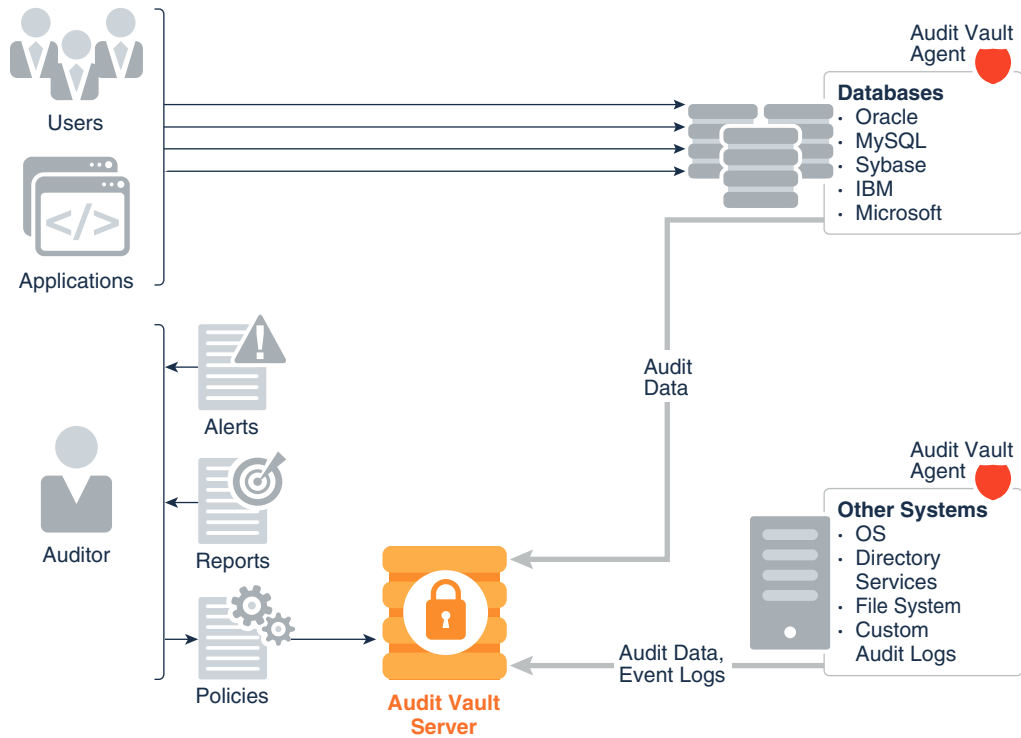 Users
</>
Applications
Audit Vault
Agent
Databases
· Oracle
· MySQL
· Sybase
· IBM
· Microsoft
Audit
Data
Alerts
Auditor
Reports
Policies
Audit Vault
Server
Audit Vault
Agent
Other Systems
· OS
· Directory
Services
· File System
· Custom
Audit Logs
Audit Data,
Event Logs